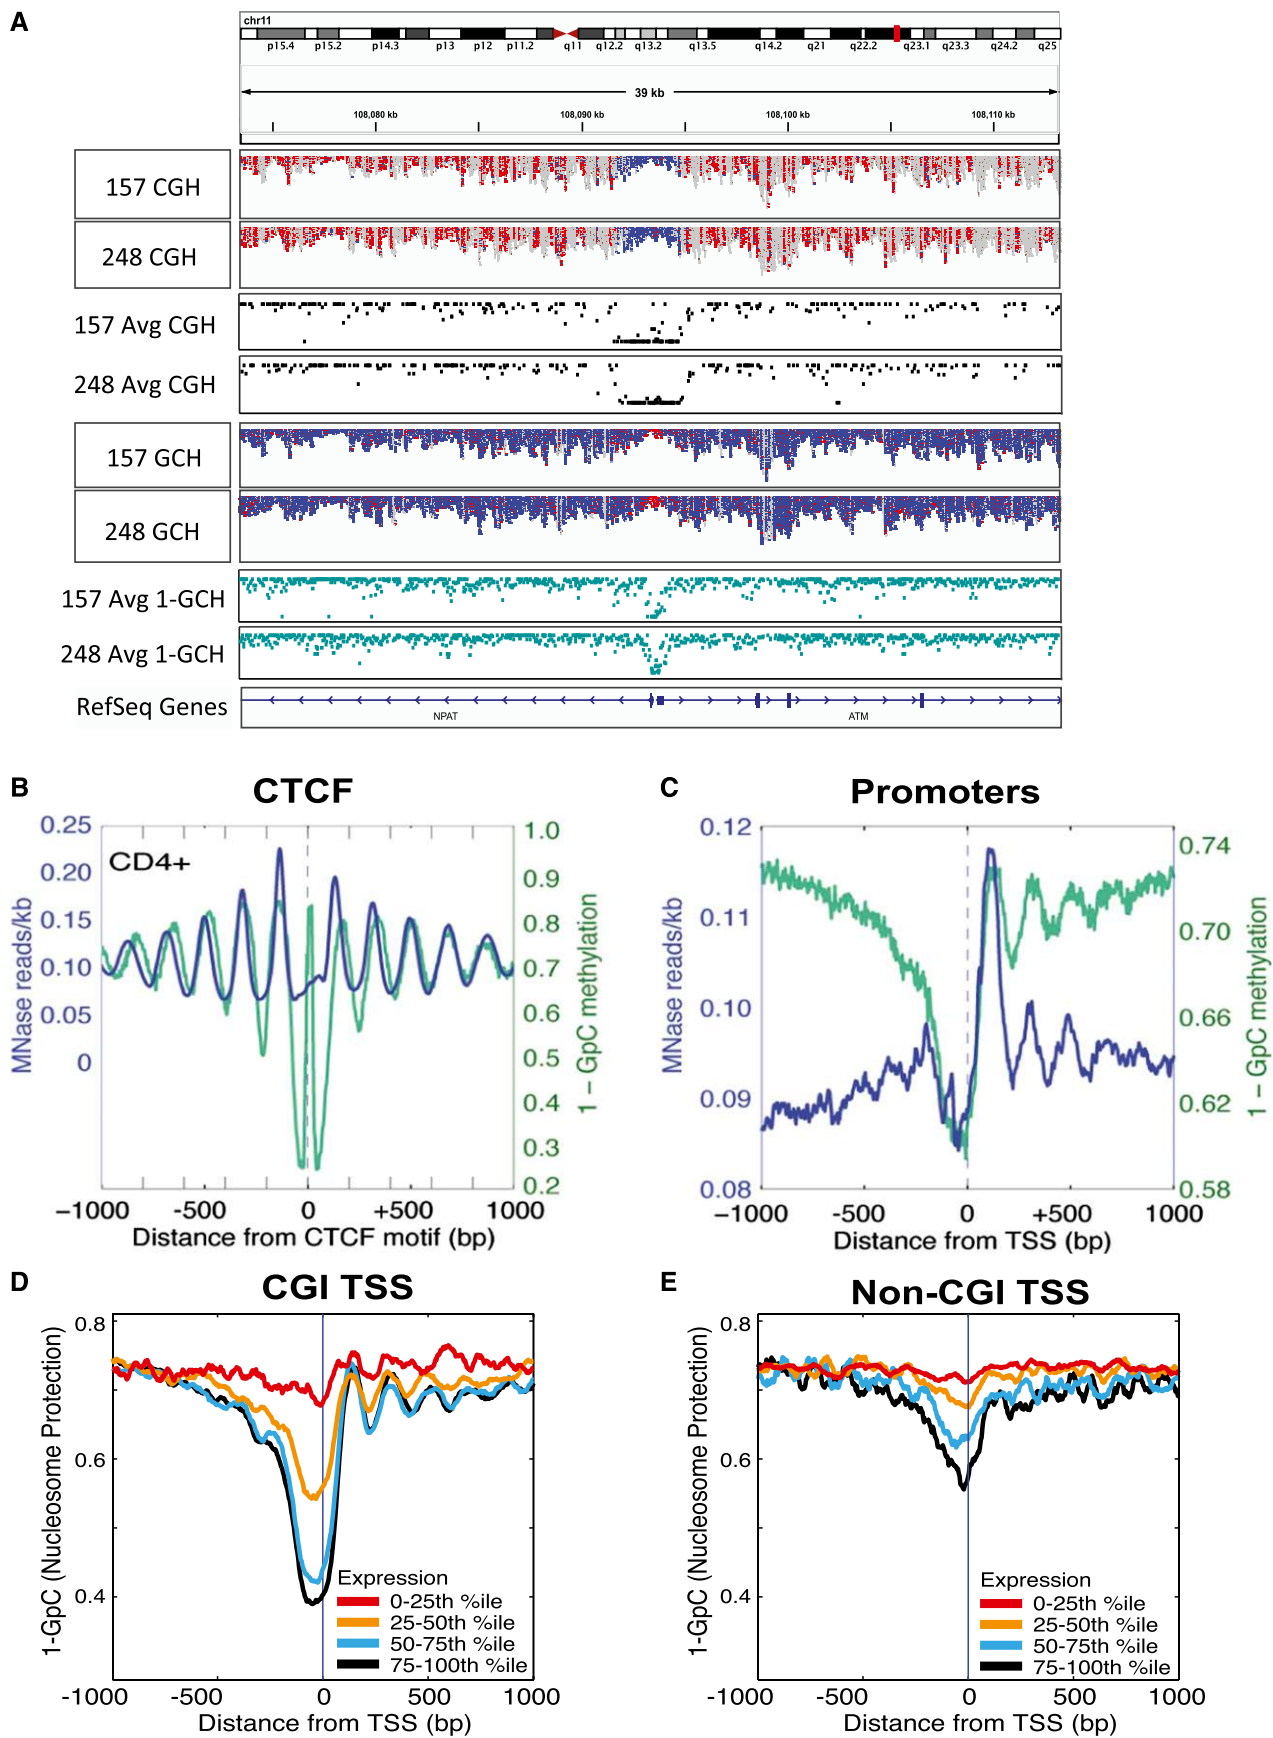 A
chr11
p15.4 p15.2 p14.3 p13 p12 p11.2 q11 q12.2 q13.2 q13.5 q14.2 q21 q22.2 q23.1 q23.3 q24.2 q25
39 kb
108,080 kb 108,090 kb 108,100 kb 108,110 kb
157 CGH
248 CGH
157 Avg CGH
248 Avg CGH
157 GCH
248 GCH
157 Avg 1-GCH
248 Avg 1-GCH
RefSeq Genes
NPAT ATM
B
CTCF
CD4+
MNase reads/kb
0.25
0.20
0.15
0.10
0.05
0
1.0
0.9
0.8
0.7
0.6
0.5
0.4
0.3
0.2
1 – GpC methylation
−1000 -500 0 +500 1000
Distance from CTCF motif (bp)
C
Promoters
MNase reads/kb
0.12
0.11
0.10
0.09
0.08
0.74
0.70
0.66
0.62
0.58
1 – GpC methylation
−1000 -500 0 +500 1000
Distance from TSS (bp)
D
CGI TSS
1-GpC (Nucleosome Protection)
0.8
0.6
0.4
Expression
0-25th %ile
25-50th %ile
50-75th %ile
75-100th %ile
-1000 -500 0 500 1000
Distance from TSS (bp)
E
Non-CGI TSS
1-GpC (Nucleosome Protection)
0.8
0.6
0.4
Expression
0-25th %ile
25-50th %ile
50-75th %ile
75-100th %ile
-1000 -500 0 500 1000
Distance from TSS (bp)